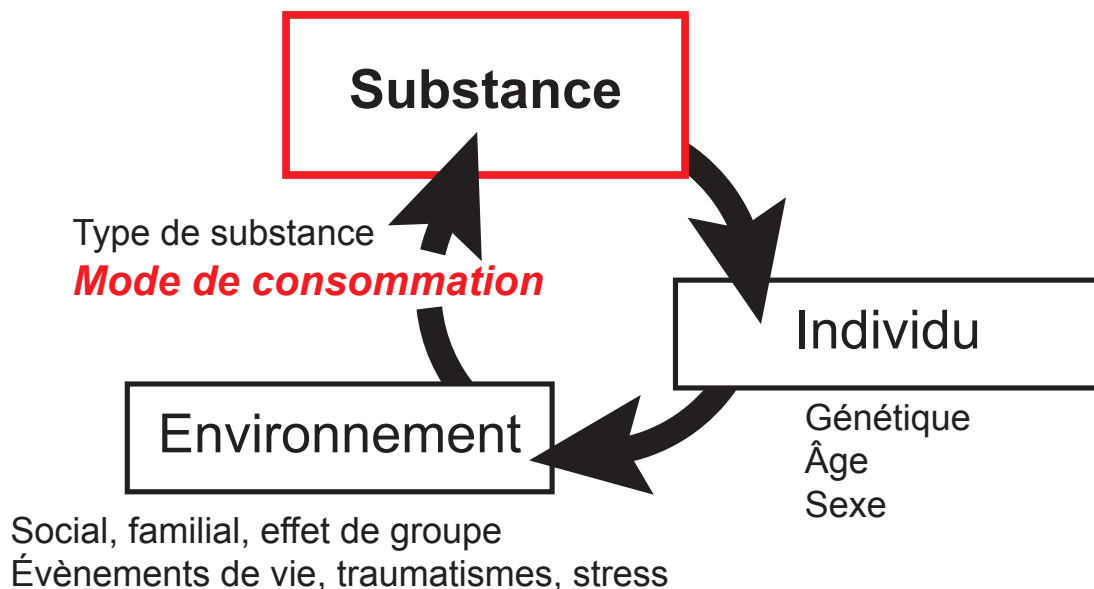 Substance
Type de substance
Mode de consommation
Individu
Génétique
Âge
Sexe
Environnement
Social, familial, effet de groupe
Évènements de vie, traumatismes, stress